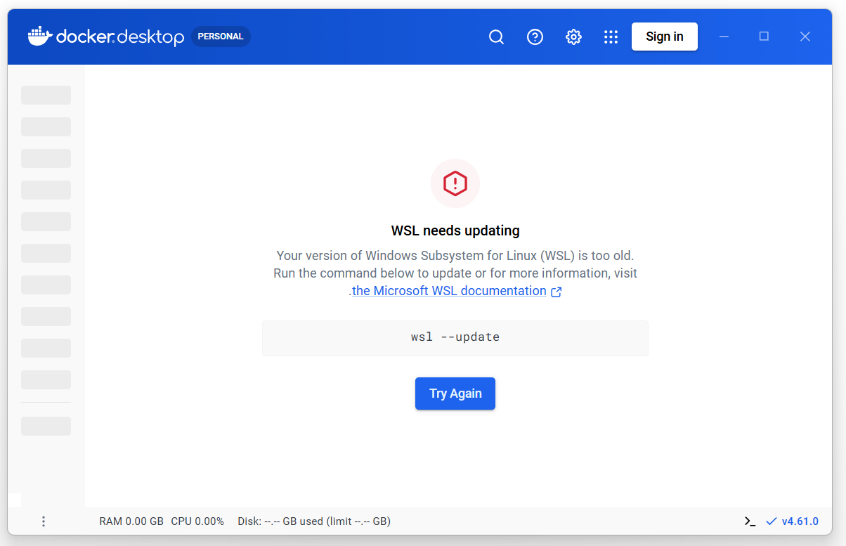 docker.desktop PERSONAL Sign in
WSL needs updating
Your version of Windows Subsystem for Linux (WSL) is too old.
Run the command below to update or for more information, visit
.the Microsoft WSL documentation
wsl --update
Try Again
RAM 0.00 GB CPU 0.00% Disk: --.-- GB used (limit --.-- GB) v4.61.0